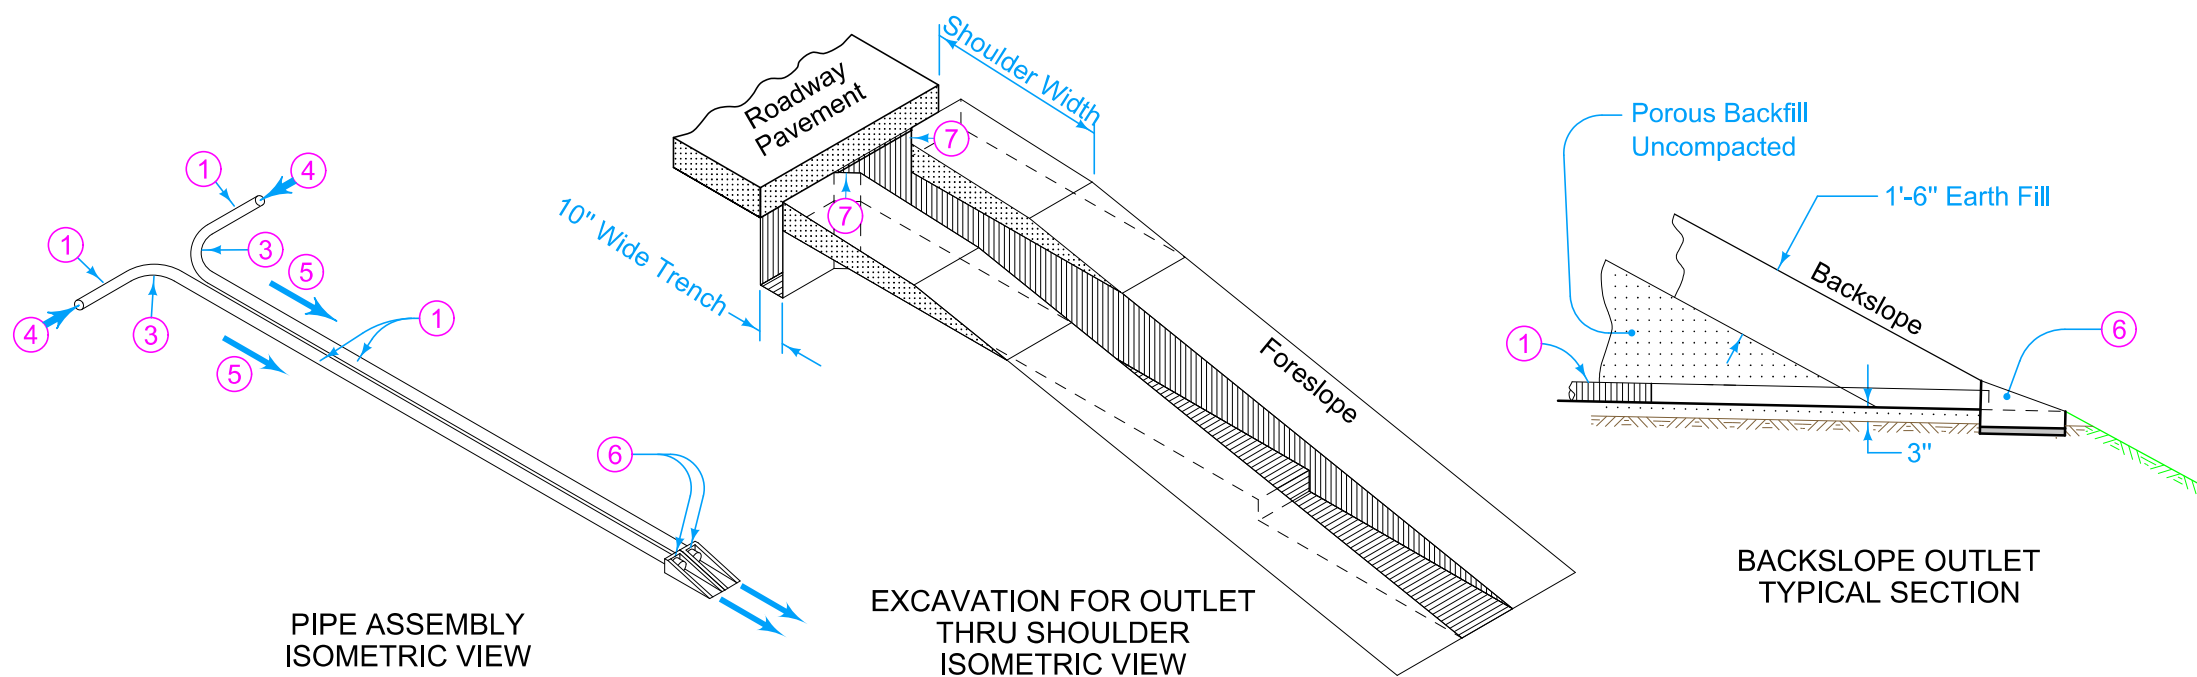 1
4
1
3
5
4
3
5
1
6
PIPE ASSEMBLY
ISOMETRIC VIEW
Roadway
Pavement
Shoulder Width
7
7
10" Wide Trench
Foreslope
EXCAVATION FOR OUTLET
THRU SHOULDER
ISOMETRIC VIEW
Porous Backfill
Uncompacted
1'-6" Earth Fill
Backslope
1
6
3"
BACKSLOPE OUTLET
TYPICAL SECTION